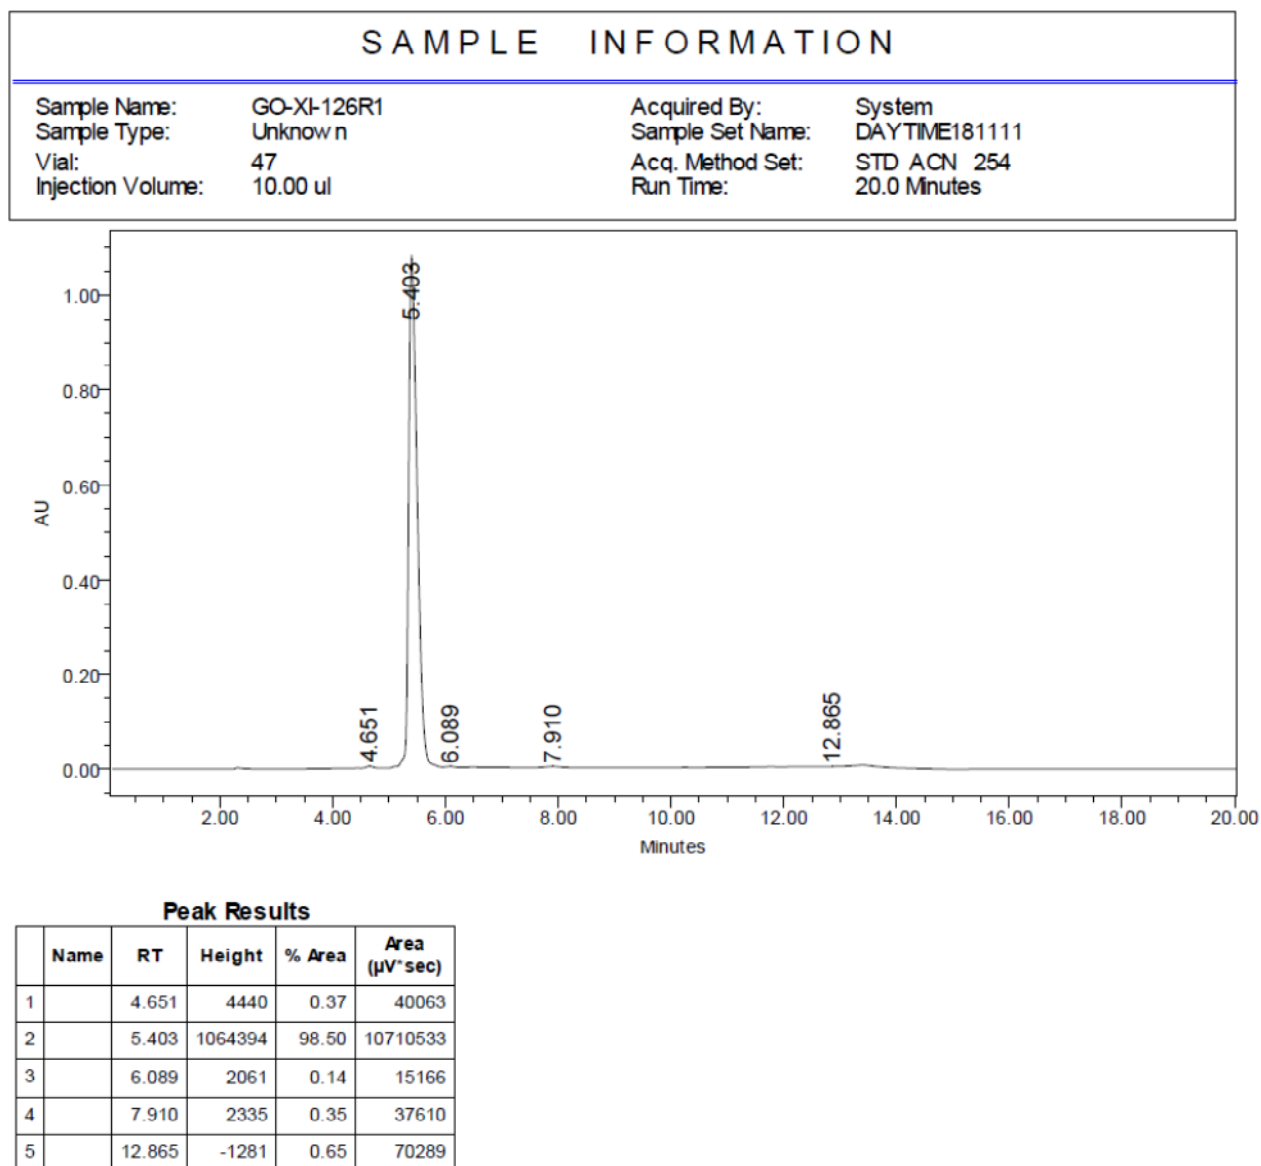 SAMPLE INFORMATION
Sample Name: GO-XI-126R1 Acquired By: System
Sample Type: Unknown Sample Set Name: DAYTIME181111
Vial: 47 Acq. Method Set: STD ACN 254
Injection Volume: 10.00 ul Run Time: 20.0 Minutes
5.403
1.00
0.80
0.60
AU
0.40
0.20
4.651 6.089 7.910 12.865
0.00
2.00 4.00 6.00 8.00 10.00 12.00 14.00 16.00 18.00 20.00
Minutes
Peak Results
Name RT Height % Area Area (µV*sec)
1 4.651 4440 0.37 40063
2 5.403 1064394 98.50 10710533
3 6.089 2061 0.14 15166
4 7.910 2335 0.35 37610
5 12.865 -1281 0.65 70289